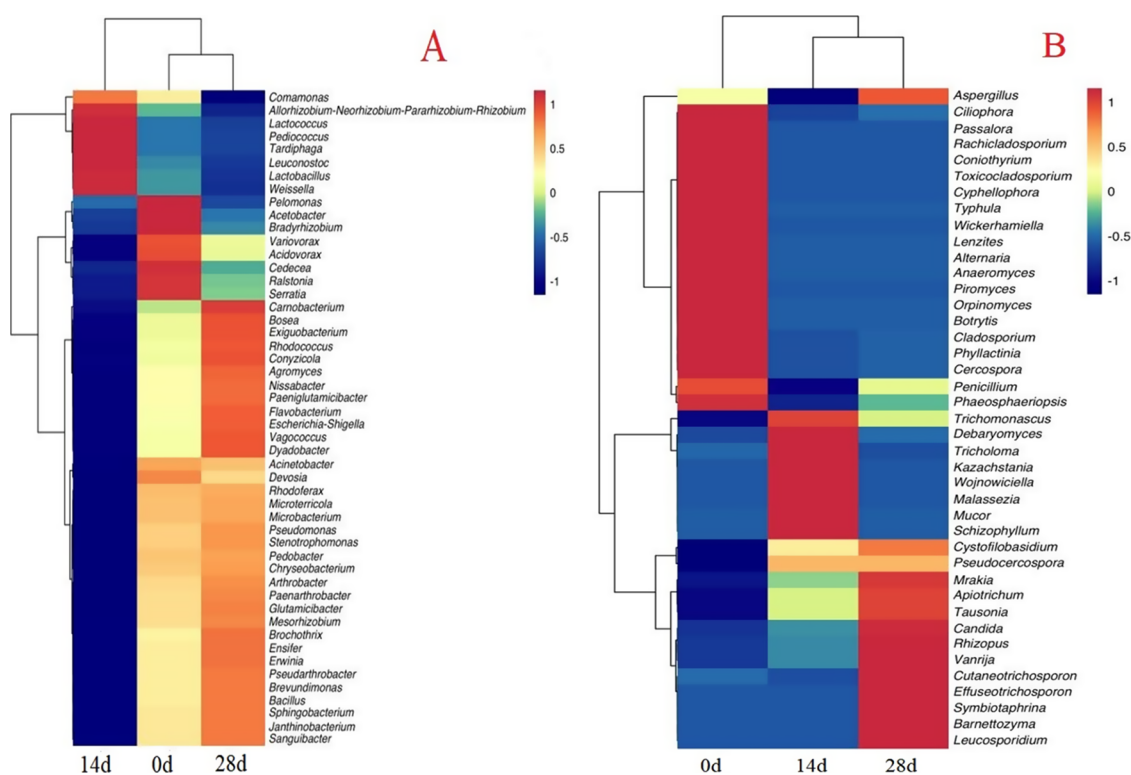 A
Comamonas
Allorhizobium-Neorhizobium-Pararhizobium-Rhizobium
Lactococcus
Pediococcus
Tardiphaga
Leuconostoc
Lactobacillus
Weissella
Pelomonas
Acetobacter
Bradyrhizobium
Variovorax
Acidovorax
Cedecea
Ralstonia
Serratia
Carnobacterium
Bosea
Exiguobacterium
Rhodococcus
Conyzicola
Agromyces
Nissabacter
Paeniglutamicibacter
Flavobacterium
Escherichia-Shigella
Vagococcus
Dyadobacter
Acinetobacter
Devosia
Rhodoferax
Microterricola
Microbacterium
Pseudomonas
Stenotrophomonas
Pedobacter
Chryseobacterium
Arthrobacter
Paenarthrobacter
Glutamicibacter
Mesorhizobium
Brochothrix
Ensifer
Erwinia
Pseudarthrobacter
Brevundimonas
Bacillus
Sphingobacterium
Janthinobacterium
Sanguibacter
1
0.5
0
-0.5
-1
14d 0d 28d
B
Aspergillus
Ciliophora
Passalora
Rachicladosporium
Coniothyrium
Toxicocladosporium
Cyphellophora
Typhula
Wickerhamiella
Lenzites
Alternaria
Anaeromyces
Piromyces
Orpinomyces
Botrytis
Cladosporium
Phyllactinia
Cercospora
Penicillium
Phaeosphaeriopsis
Trichomonascus
Debaryomyces
Tricholoma
Kazachstania
Wojnowiciella
Malassezia
Mucor
Schizophyllum
Cystofilobasidium
Pseudocercospora
Mrakia
Apiotrichum
Tausonia
Candida
Rhizopus
Vanrija
Cutaneotrichosporon
Effuseotrichosporon
Symbiotaphrina
Barnettozyma
Leucosporidium
1
0.5
0
-0.5
-1
0d 14d 28d